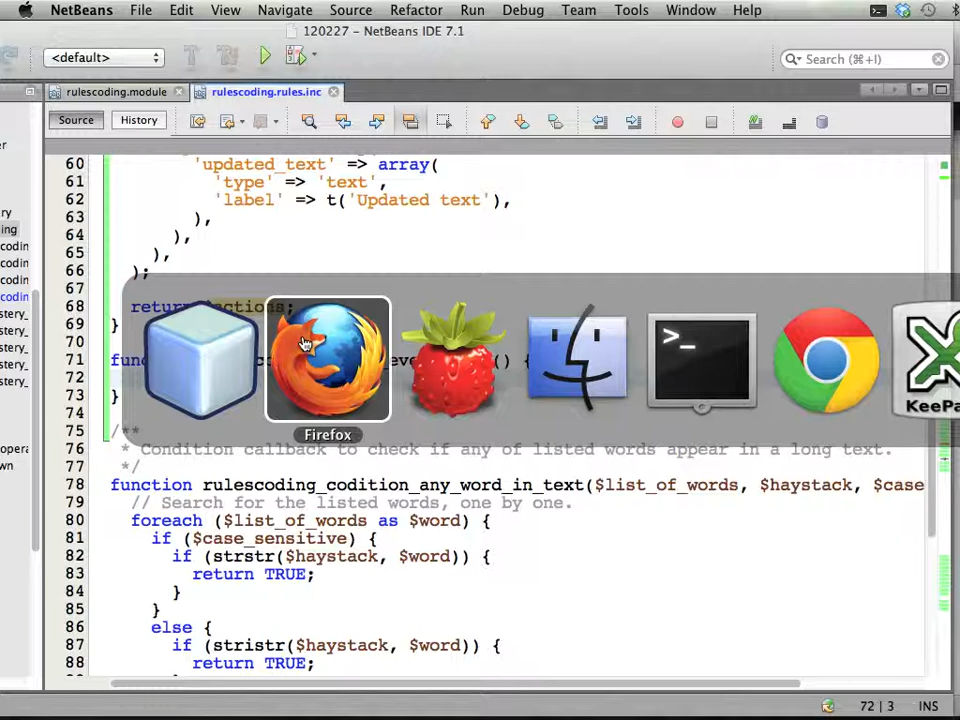 NetBeans File Edit View Navigate Source Refactor Run Debug Team Tools Window Help
120227 - NetBeans IDE 7.1
<default>
Search (⌘+I)
rulescoding.module
rulescoding.rules.inc
Source History
60 'updated_text' => array(
61 'type' => 'text',
62 'label' => t('Updated text'),
63 ),
64 ),
65 ),
66 );
67
68 return $actions;
69 }
70
71 func () {
72
73 }
74
75 /**
76 * Condition callback to check if any of listed words appear in a long text.
77 */
78 function rulescoding_codition_any_word_in_text($list_of_words, $haystack, $case
79 // Search for the listed words, one by one.
80 foreach ($list_of_words as $word) {
81 if ($case_sensitive) {
82 if (strstr($haystack, $word)) {
83 return TRUE;
84 }
85 }
86 else {
87 if (stristr($haystack, $word)) {
88 return TRUE;
>_
KeePa
Firefox
72 | 3 INS